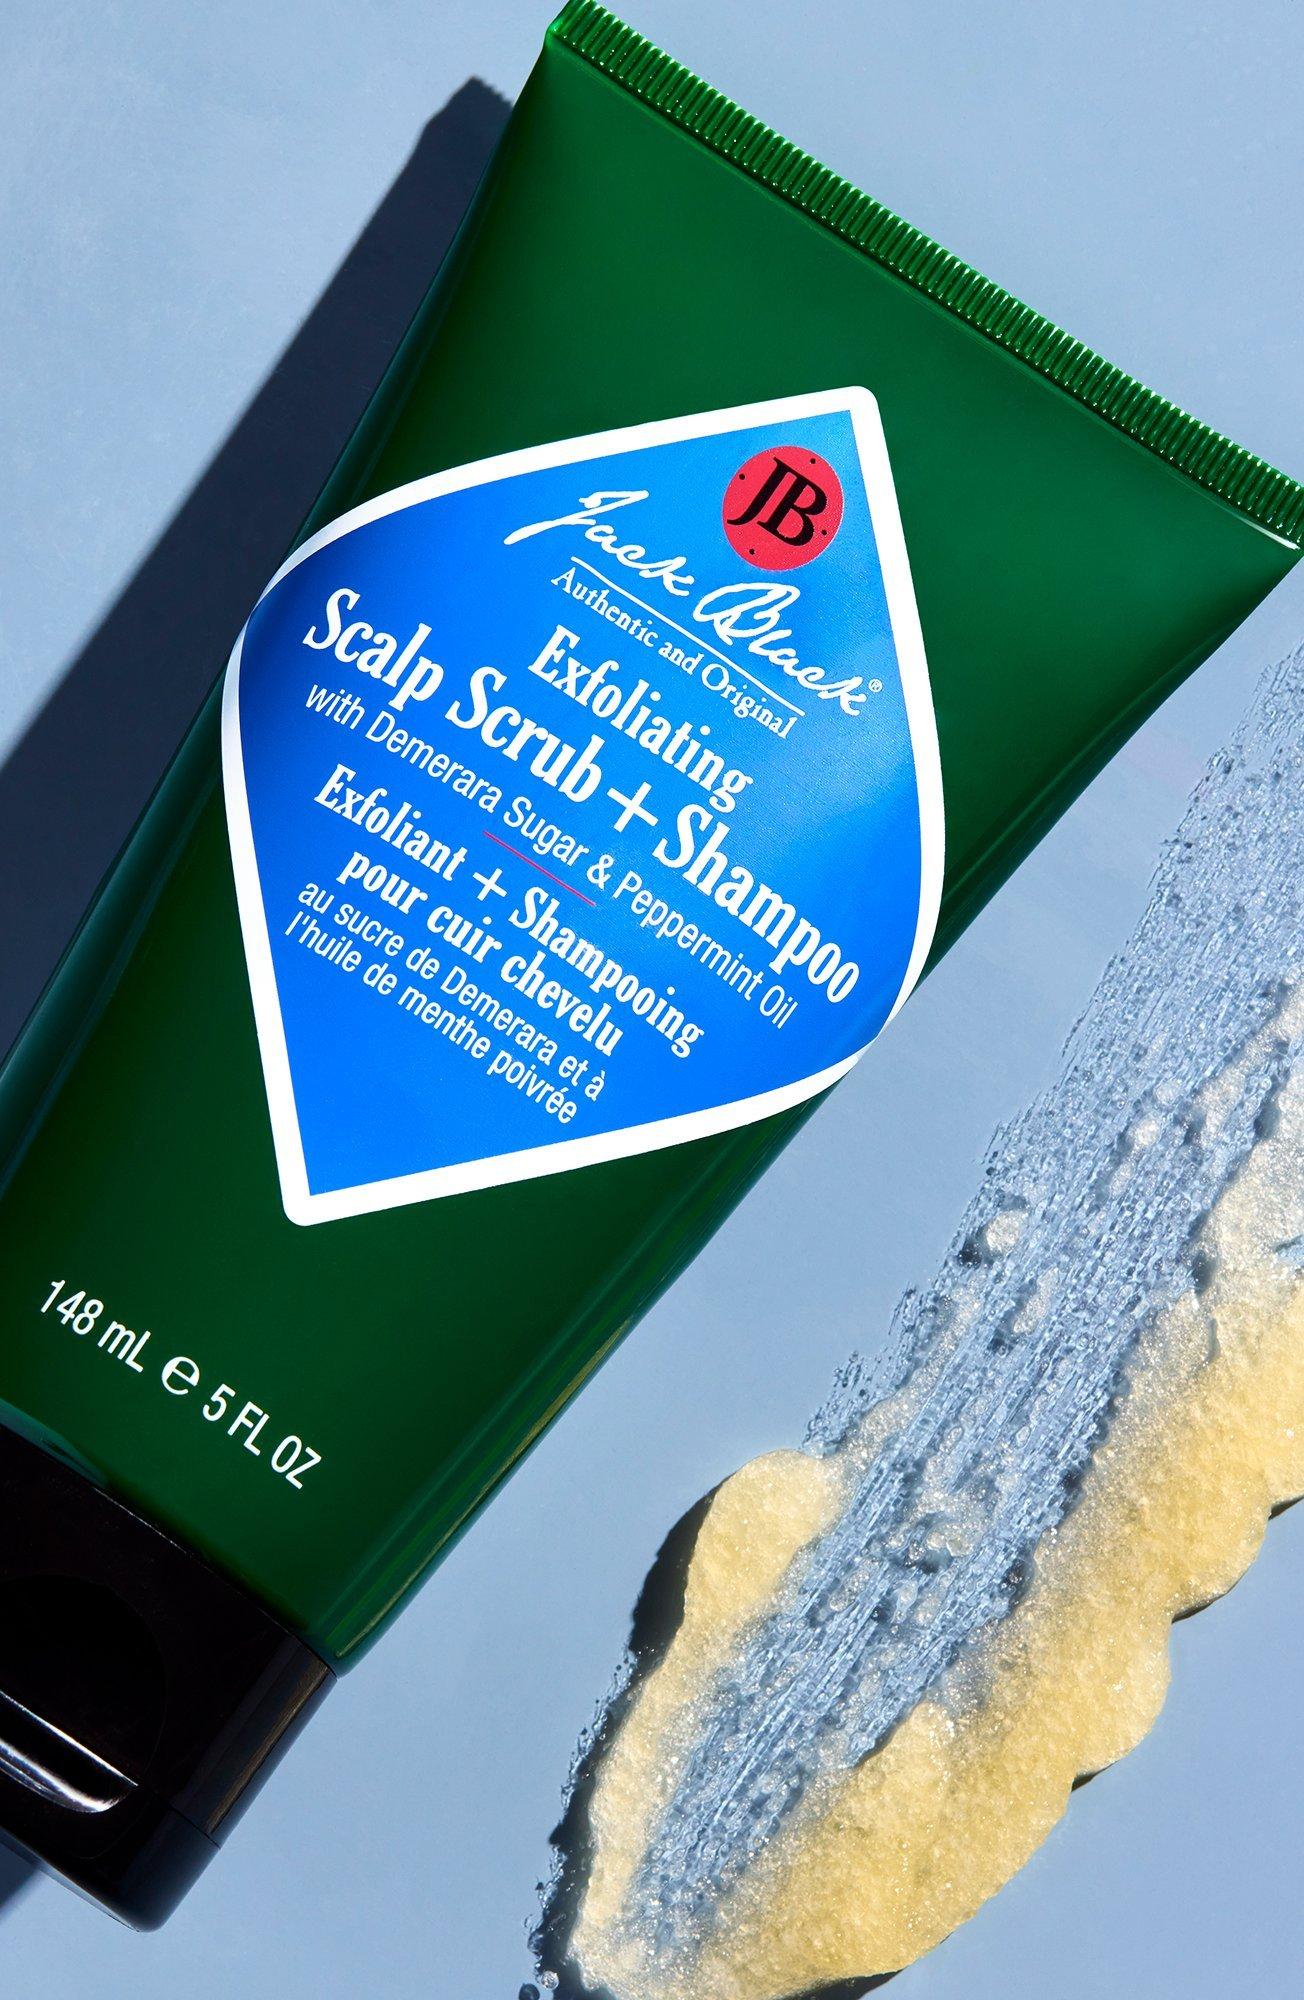 JB
Jack Black®
Authentic and Original
Exfoliating
Scalp Scrub + Shampoo
with Demerara Sugar & Peppermint Oil
Exfoliant + Shampooing
pour cuir chevelu
au sucre de Demerara et à
l'huile de menthe poivrée
148 mL ℮ 5 FL OZ